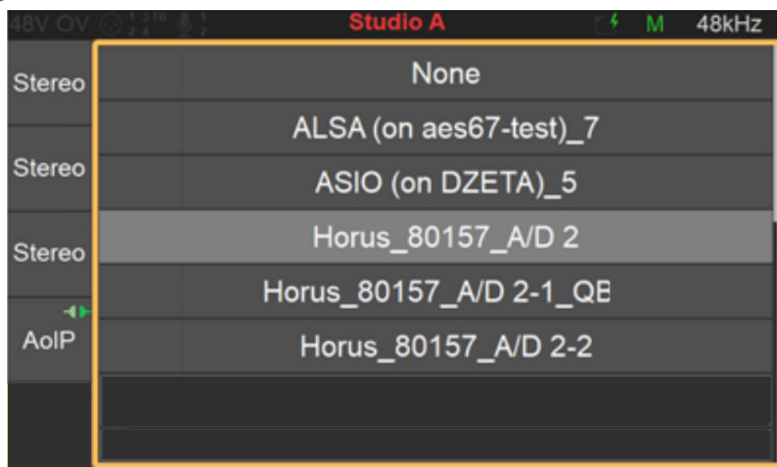 48V OV Studio A M 48kHz
None
Stereo
ALSA (on aes67-test)_7
Stereo
ASIO (on DZETA)_5
Horus_80157_A/D 2
Stereo
Horus_80157_A/D 2-1_QB
AoIP
Horus_80157_A/D 2-2